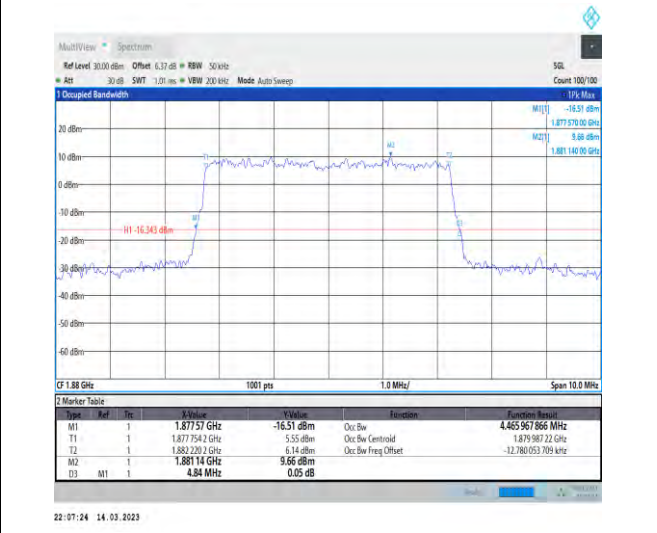 MultiView Spectrum
Ref Level 30.00 dBm Offset 6.37 dB RBW 50 kHz SGL
Att 30 dB SWT 1.01 ms VBW 200 kHz Mode Auto Sweep Count 100/100
1 Occupied Bandwidth 1Pk Max
M1[1] -16.51 dBm
1.877 570 00 GHz
M2[1] 9.66 dBm
1.881 140 00 GHz
20 dBm
M2
T1 T2
10 dBm
0 dBm
-10 dBm
M1
H1 -16.343 dBm
D3
-20 dBm
-30 dBm
-40 dBm
-50 dBm
-60 dBm
CF 1.88 GHz 1001 pts 1.0 MHz/ Span 10.0 MHz
2 Marker Table
Type Ref Trc X-Value Y-Value Function Function Result
M1 1 1.87757 GHz -16.51 dBm Occ Bw 4.465 967 866 MHz
T1 1 1.877 754 2 GHz 5.55 dBm Occ Bw Centroid 1.879 987 22 GHz
T2 1 1.882 220 2 GHz 6.14 dBm Occ Bw Freq Offset -12.780 053 709 kHz
M2 1 1.881 14 GHz 9.66 dBm
D3 M1 1 4.84 MHz 0.05 dB
22:07:24 14.03.2023